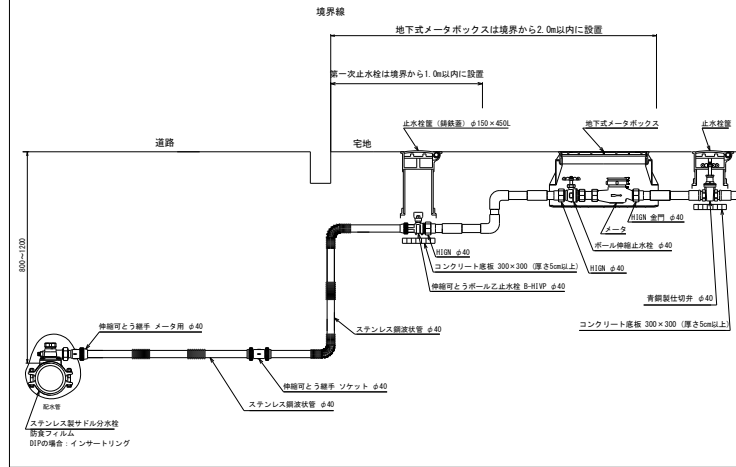 境界線
地下式メータボックスは境界から2.0m以内に設置
第一次止水栓は境界から1.0m以内に設置
止水栓筐（鋳鉄蓋）φ150×450L
地下式メータボックス
止水栓筐
道路
宅地
800~1200
HIGN 金門 φ40
メータ
ボール伸縮止水栓 φ40
HIGN φ40
HIGN φ40
コンクリート底板 300×300（厚さ5cm以上）
伸縮可とうボール乙止水栓 B-HIVP φ40
青銅製仕切弁 φ40
コンクリート底板 300×300（厚さ5cm以上）
伸縮可とう継手 メータ用 φ40
ステンレス鋼波状管 φ40
伸縮可とう継手 ソケット φ40
ステンレス鋼波状管 φ40
配水管
ステンレス製サドル分水栓
防食フィルム
DIPの場合：インサートリング